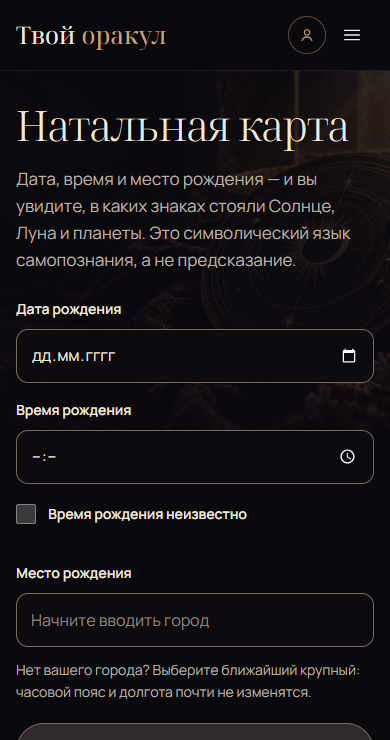 Твой оракул
Натальная карта
Дата, время и место рождения — и вы
увидите, в каких знаках стояли Солнце,
Луна и планеты. Это символический язык
самопознания, а не предсказание.
Дата рождения
дд.мм.гггг
Время рождения
--:--
Время рождения неизвестно
Место рождения
Начните вводить город
Нет вашего города? Выберите ближайший крупный:
часовой пояс и долгота почти не изменятся.